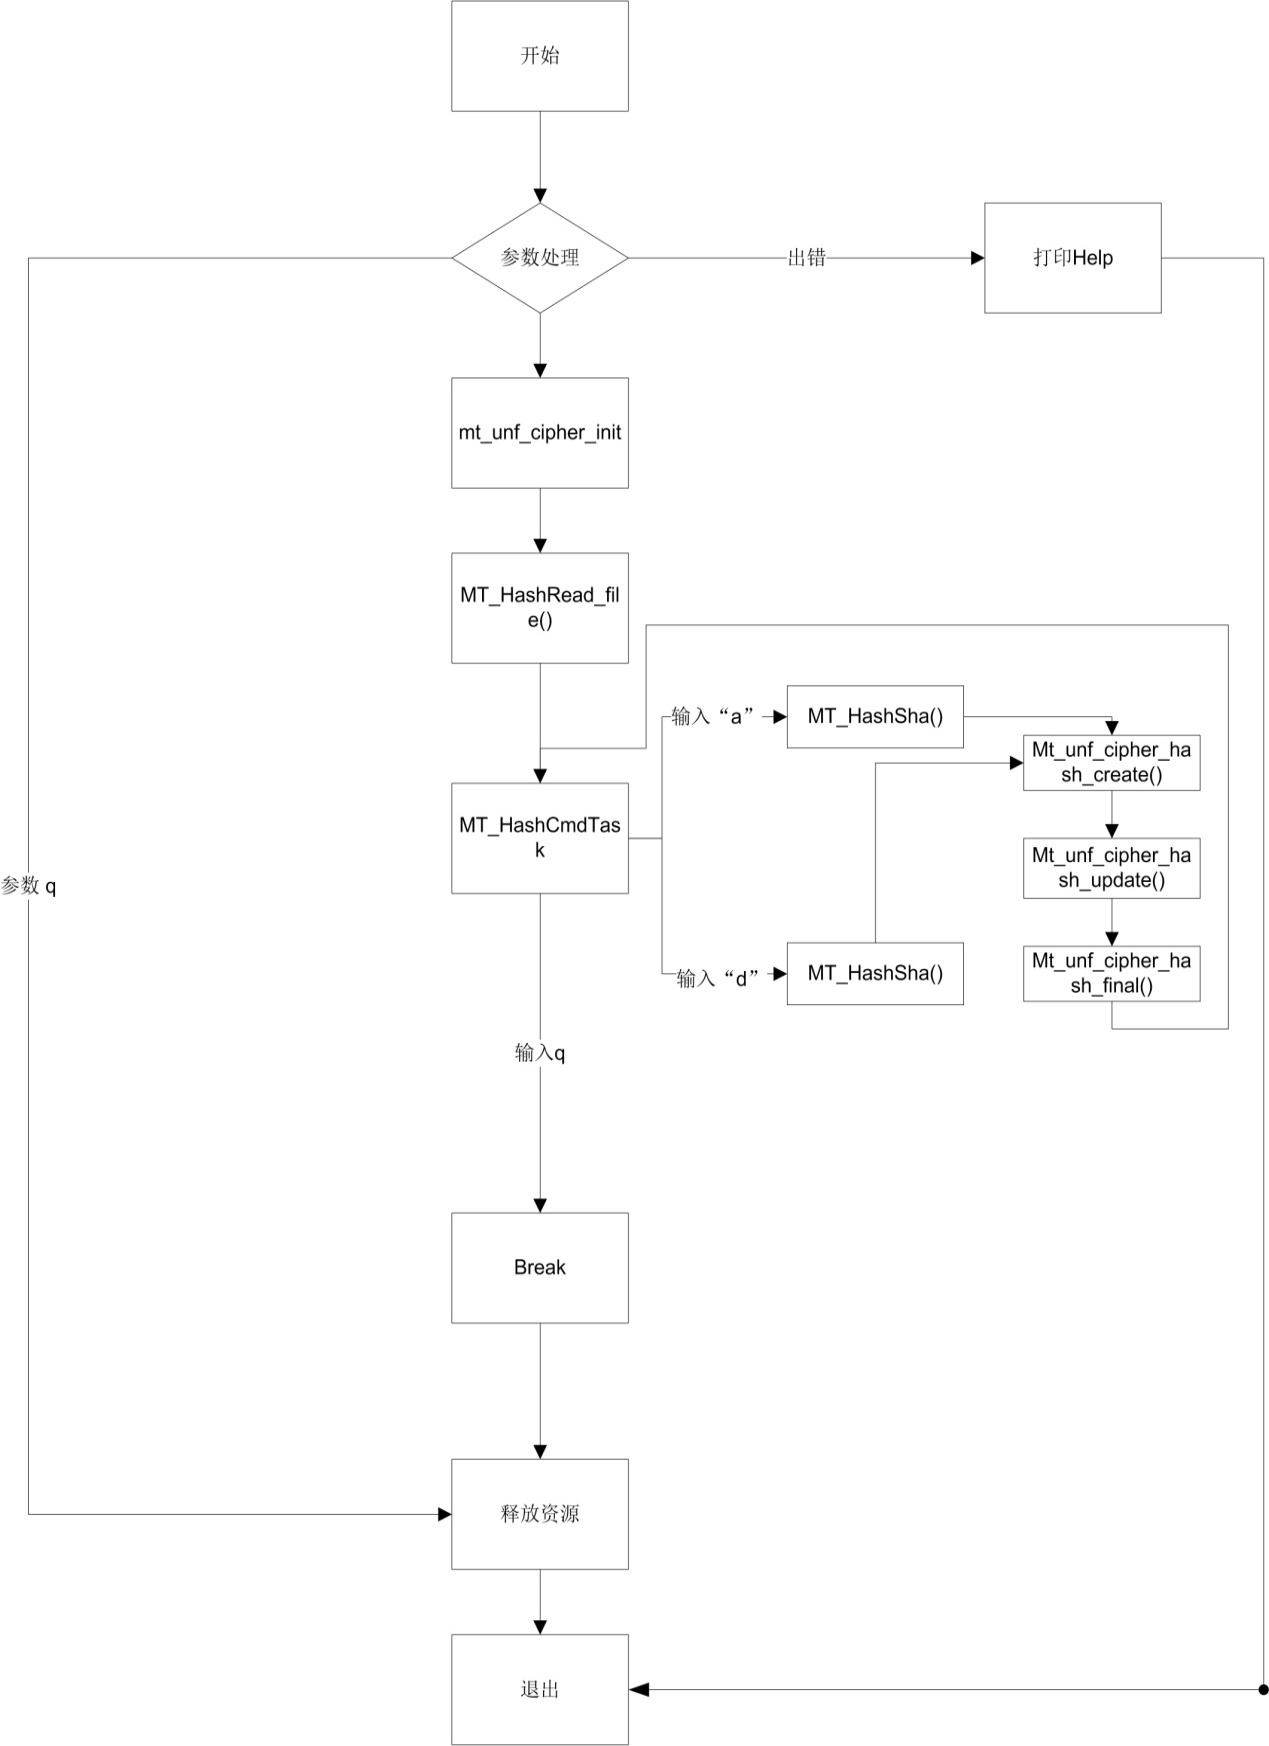 开始
参数处理
出错
打印Help
mt_unf_cipher_init
MT_HashRead_fil
e()
输入“a”
MT_HashSha()
Mt_unf_cipher_ha
sh_create()
MT_HashCmdTas
k
Mt_unf_cipher_ha
sh_update()
参数 q
输入“d”
MT_HashSha()
Mt_unf_cipher_ha
sh_final()
输入q
Break
释放资源
退出